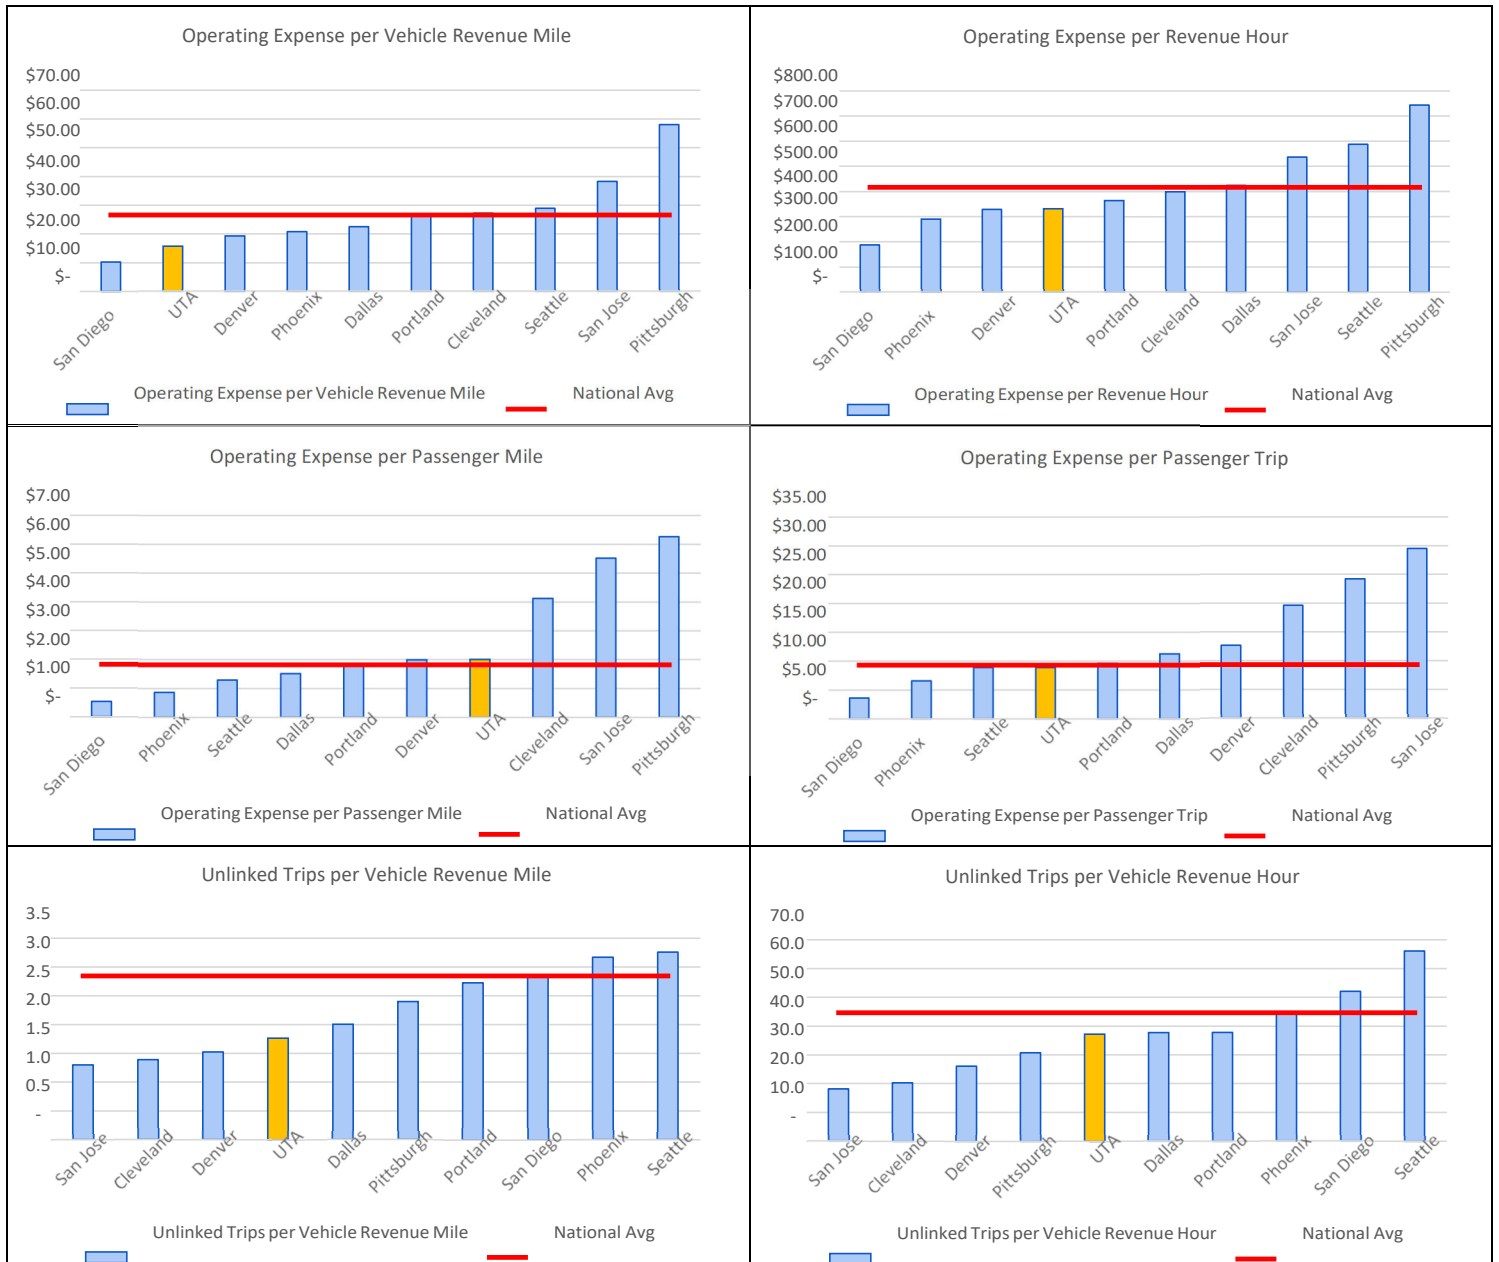 Operating Expense per Vehicle Revenue Mile
$70.00
$60.00
$50.00
$40.00
$30.00
$20.00
$10.00
$-
San Diego
UTA
Denver
Phoenix
Dallas
Portland
Cleveland
Seattle
San Jose
Pittsburgh
Operating Expense per Vehicle Revenue Mile
National Avg
Operating Expense per Revenue Hour
$800.00
$700.00
$600.00
$500.00
$400.00
$300.00
$200.00
$100.00
$-
San Diego
Phoenix
Denver
UTA
Portland
Cleveland
Dallas
San Jose
Seattle
Pittsburgh
Operating Expense per Revenue Hour
National Avg
Operating Expense per Passenger Mile
$7.00
$6.00
$5.00
$4.00
$3.00
$2.00
$1.00
$-
San Diego
Phoenix
Seattle
Dallas
Portland
Denver
UTA
Cleveland
San Jose
Pittsburgh
Operating Expense per Passenger Mile
National Avg
Operating Expense per Passenger Trip
$35.00
$30.00
$25.00
$20.00
$15.00
$10.00
$5.00
$-
San Diego
Phoenix
Seattle
UTA
Portland
Dallas
Denver
Cleveland
Pittsburgh
San Jose
Operating Expense per Passenger Trip
National Avg
Unlinked Trips per Vehicle Revenue Mile
3.5
3.0
2.5
2.0
1.5
1.0
0.5
-
San Jose
Cleveland
Denver
UTA
Dallas
Pittsburgh
Portland
San Diego
Phoenix
Seattle
Unlinked Trips per Vehicle Revenue Mile
National Avg
Unlinked Trips per Vehicle Revenue Hour
70.0
60.0
50.0
40.0
30.0
20.0
10.0
-
San Jose
Cleveland
Denver
Pittsburgh
UTA
Dallas
Portland
Phoenix
San Diego
Seattle
Unlinked Trips per Vehicle Revenue Hour
National Avg